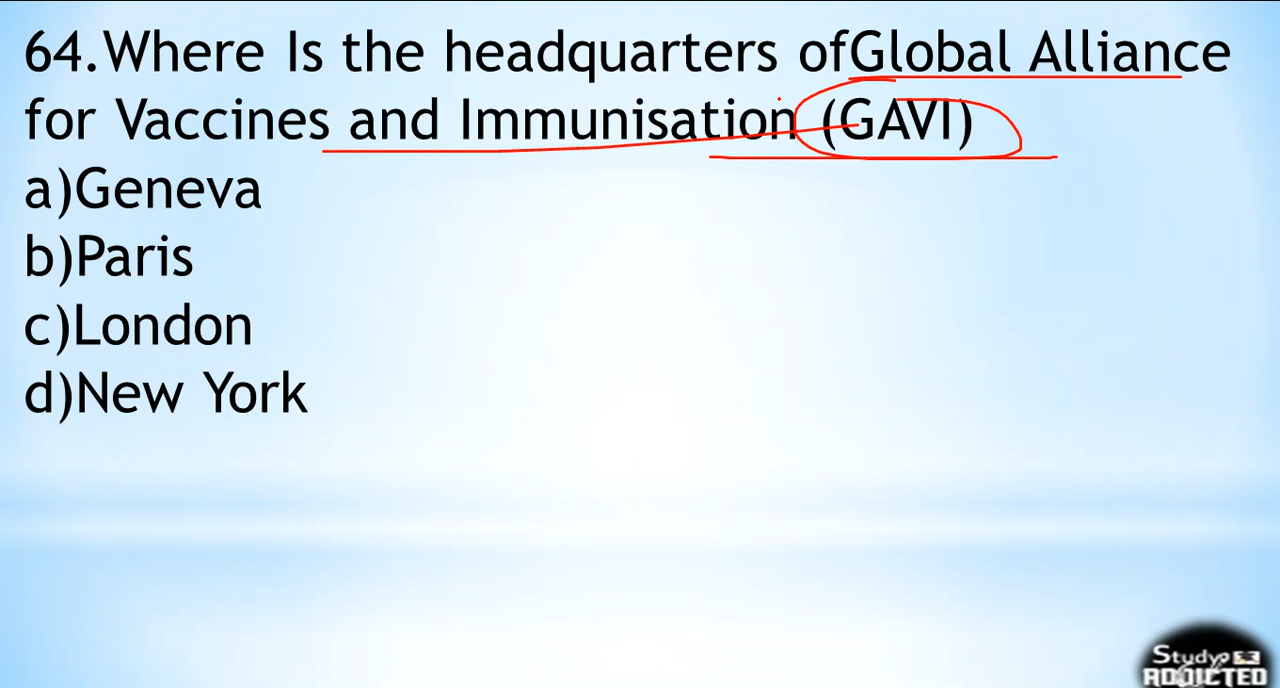 64.Where Is the headquarters ofGlobal Alliance
for Vaccines and Immunisation (GAVI)
a)Geneva
b)Paris
c)London
d)New York
Study
ADDICTED